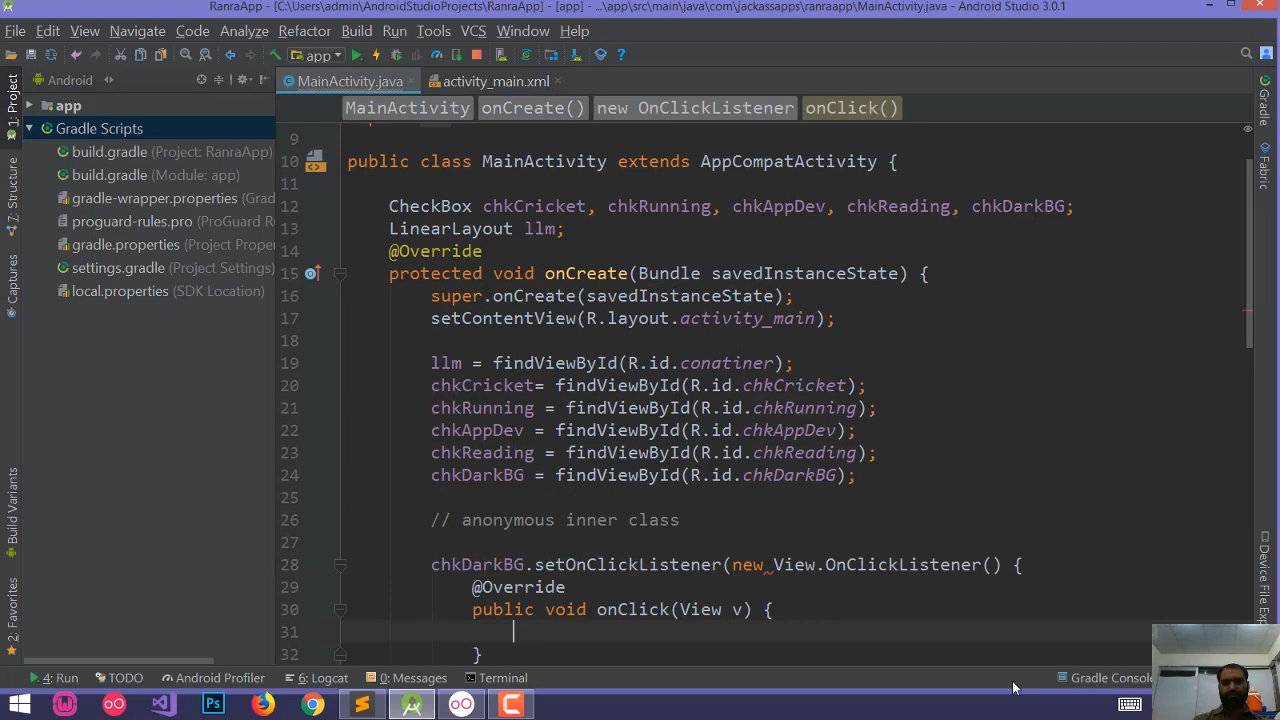 RanraApp - [C:\Users\admin\AndroidStudioProjects\RanraApp] - [app] - ...\app\src\main\java\com\jackassapps\ranraapp\MainActivity.java - Android Studio 3.0.1
File Edit View Navigate Code Analyze Refactor Build Run Tools VCS Window Help
app
Android
MainActivity.java activity_main.xml
MainActivity onCreate() new OnClickListener onClick()
1: Project
7: Structure
Captures
Build Variants
2: Favorites
app
Gradle Scripts
build.gradle (Project: RanraApp)
build.gradle (Module: app)
gradle-wrapper.properties (Grad
proguard-rules.pro (ProGuard R
gradle.properties (Project Prope
settings.gradle (Project Settings)
local.properties (SDK Location)
9
10 public class MainActivity extends AppCompatActivity {
11
12 CheckBox chkCricket, chkRunning, chkAppDev, chkReading, chkDarkBG;
13 LinearLayout llm;
14 @Override
15 protected void onCreate(Bundle savedInstanceState) {
16 super.onCreate(savedInstanceState);
17 setContentView(R.layout.activity_main);
18
19 llm = findViewById(R.id.conatiner);
20 chkCricket= findViewById(R.id.chkCricket);
21 chkRunning = findViewById(R.id.chkRunning);
22 chkAppDev = findViewById(R.id.chkAppDev);
23 chkReading = findViewById(R.id.chkReading);
24 chkDarkBG = findViewById(R.id.chkDarkBG);
25
26 // anonymous inner class
27
28 chkDarkBG.setOnClickListener(new View.OnClickListener() {
29 @Override
30 public void onClick(View v) {
31
32 }
Gradle
Fabric
Device File Exp
4: Run TODO Android Profiler 6: Logcat 0: Messages Terminal Gradle Conso
Ps